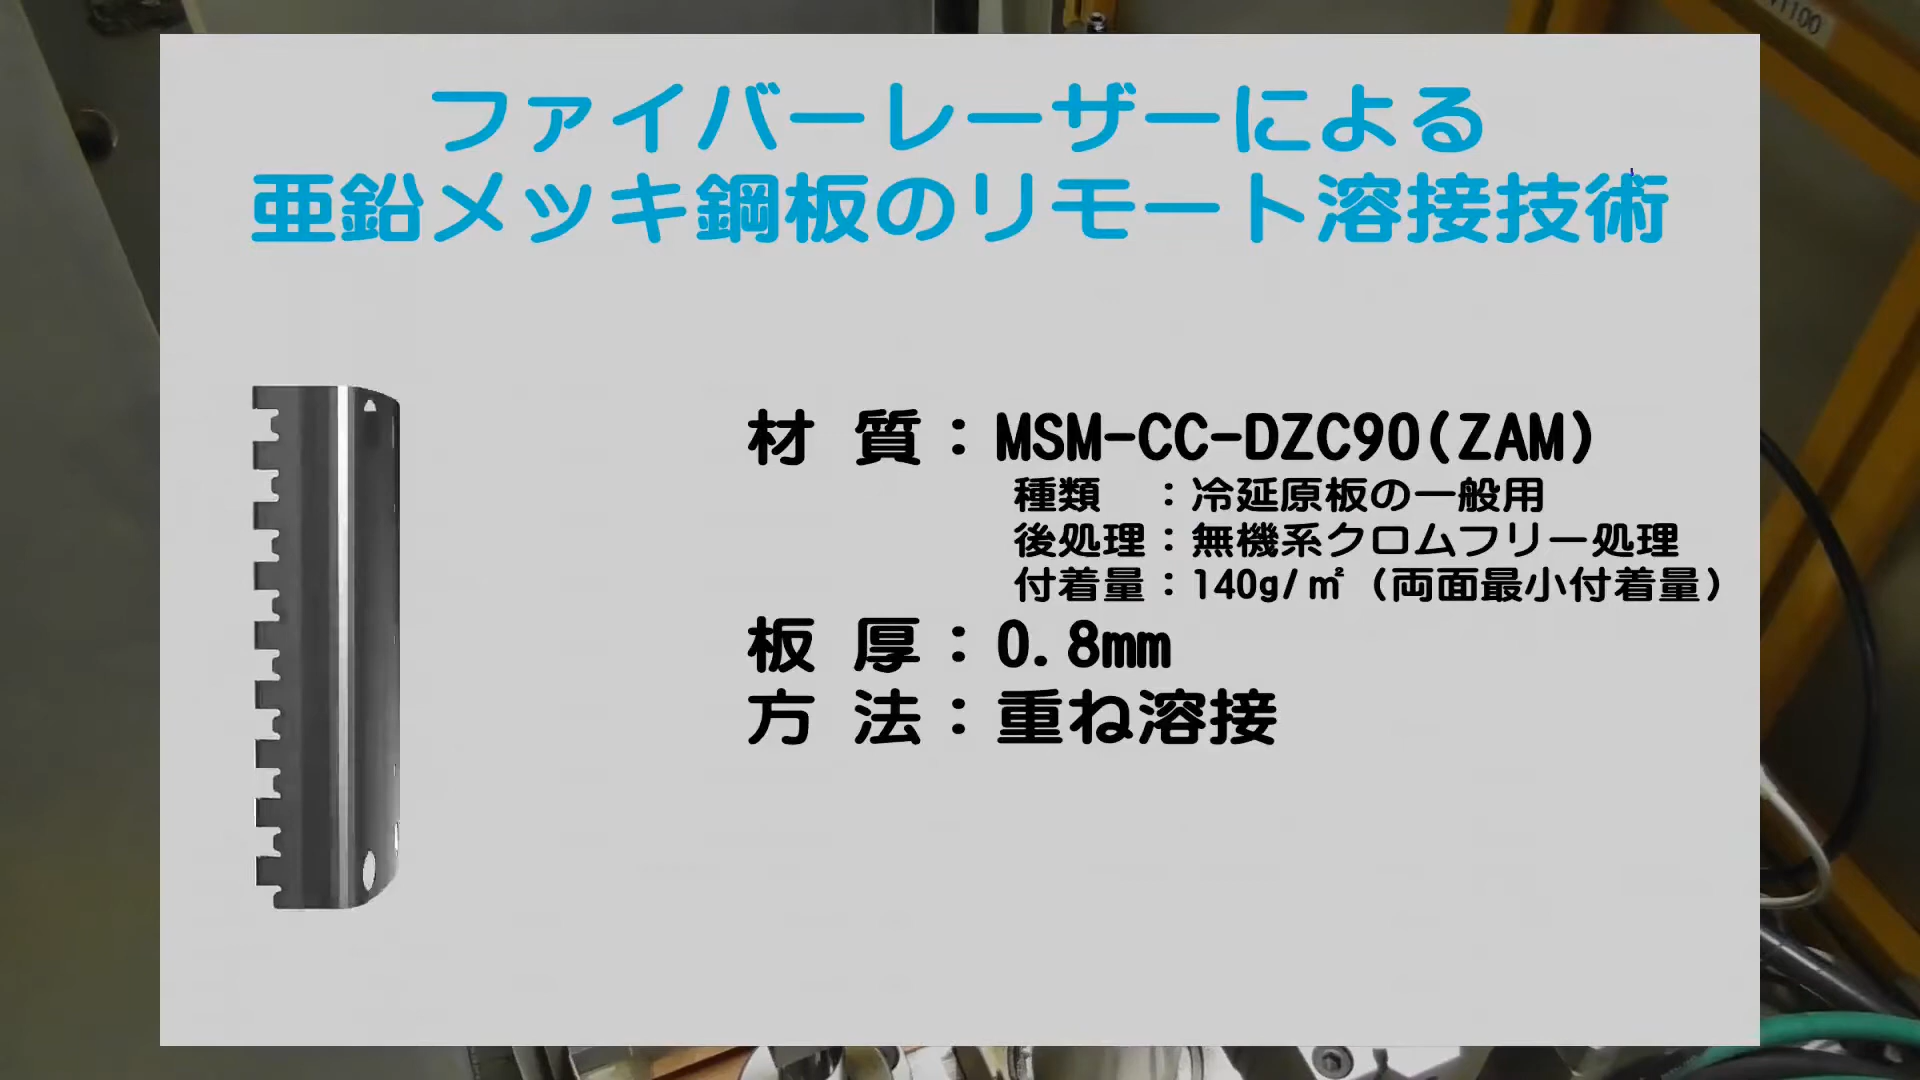 ファイバーレーザーによる
亜鉛メッキ鋼板のリモート溶接技術
材 質：MSM-CC-DZC90(ZAM)
種類　：冷延原板の一般用
後処理：無機系クロムフリー処理
付着量：140g/㎡（両面最小付着量）
板 厚：0.8mm
方 法：重ね溶接